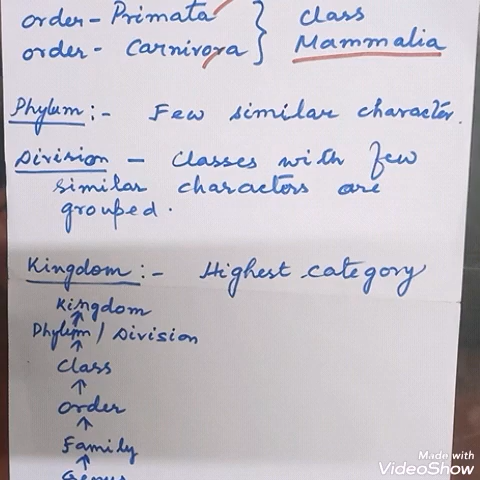 order- Primata } class
order- Carnivora } Mammalia
Phylum:- Few similar character.
Division - Classes with few
similar characters are
grouped.
Kingdom:- Highest category
Kingdom
↑
Phylum / Division
↑
Class
↑
Order
↑
Family
↑
Genus
Made with
VideoShow